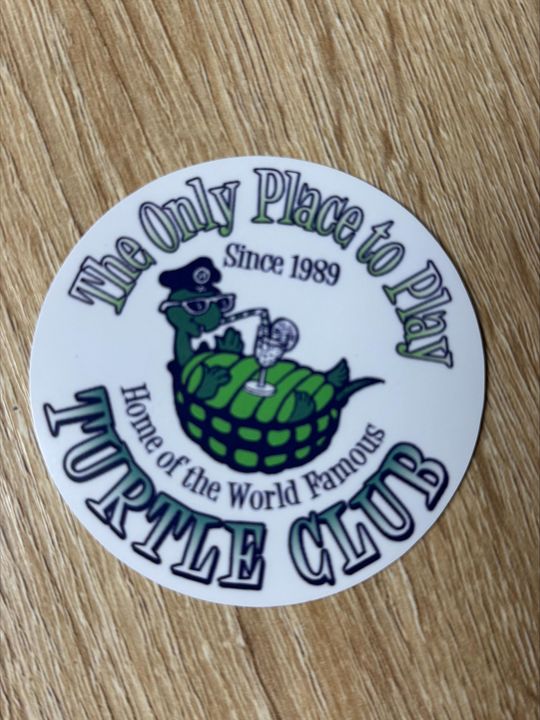 The Only Place to Play
Since 1989
Home of the World Famous
TURTLE CLUB